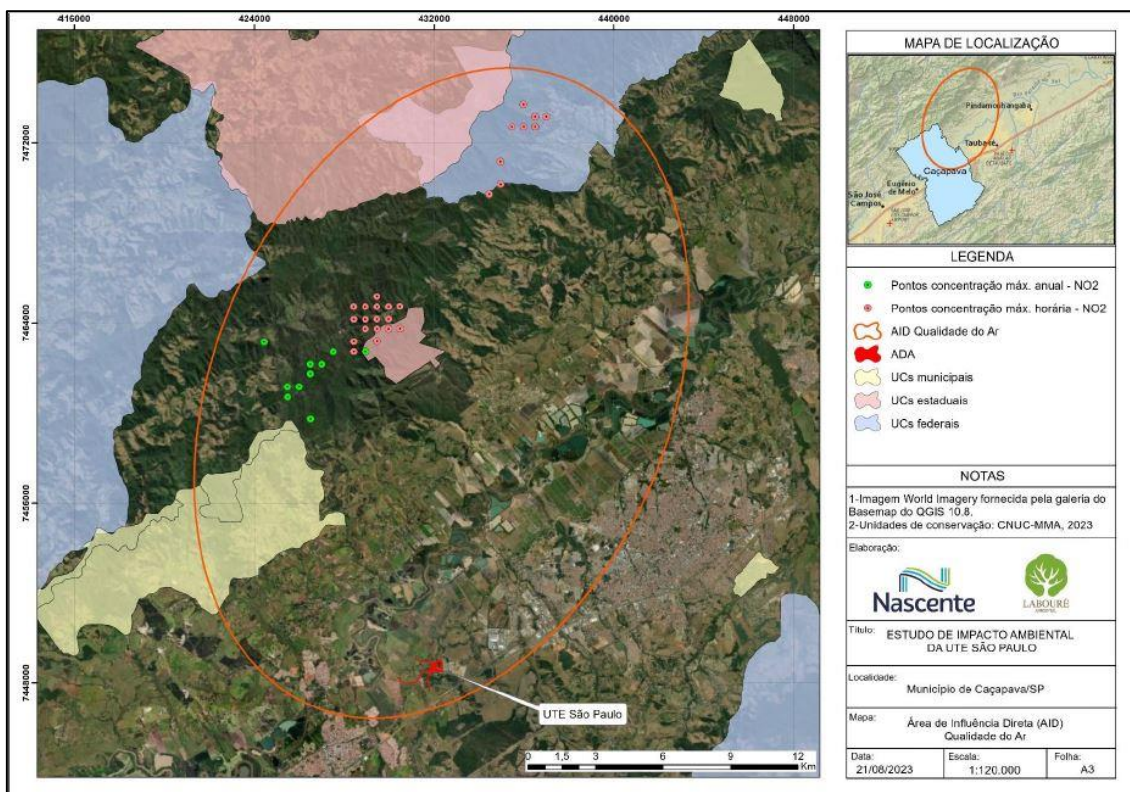 416000
424000
432000
440000
448000
7472000
7464000
7456000
7448000
UTE São Paulo
0 1,5 3 6 9 12
Km
MAPA DE LOCALIZAÇÃO
Pindamonhangaba
Taubaté
Caçapava
Eugênio
de Melo
São José
Campos
LEGENDA
Pontos concentração máx. anual - NO2
Pontos concentração máx. horária - NO2
AID Qualidade do Ar
ADA
UCs municipais
UCs estaduais
UCs federais
NOTAS
1-Imagem World Imagery fornecida pela galeria do
Basemap do QGIS 10.8.
2-Unidades de conservação: CNUC-MMA, 2023
Elaboração:
Nascente
LABOURÉ
Título: ESTUDO DE IMPACTO AMBIENTAL
DA UTE SÃO PAULO
Localidade:
Município de Caçapava/SP
Mapa: Área de Influência Direta (AID)
Qualidade do Ar
Data: Escala: Folha:
21/08/2023 1:120.000 A3